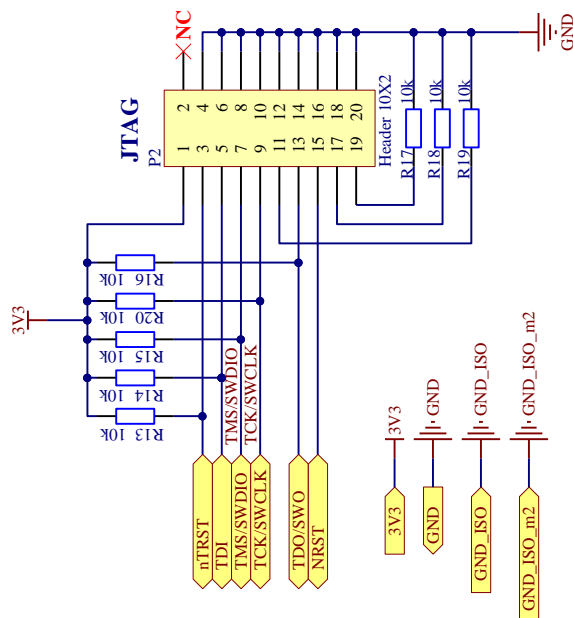 NC
JTAG
P2
2 4 6 8 10 12 14 16 18 20
1 3 5 7 9 11 13 15 17 19
Header 10X2
GND
R17 10k
R18 10k
R19 10k
3V3
R16 10k
R20 10k
R15 10k
R14 10k
R13 10k
TMS/SWDIO
TCK/SWCLK
nTRST
TDI
TMS/SWDIO
TCK/SWCLK
TDO/SWO
NRST
3V3
3V3
GND
GND
GND_ISO
GND_ISO
GND_ISO_m2
GND_ISO_m2